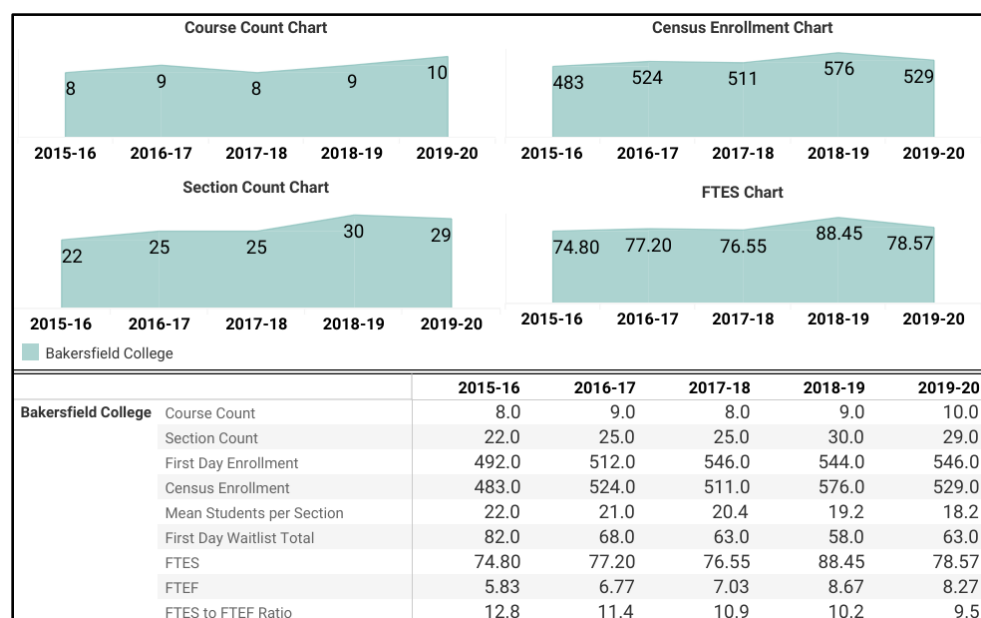 Course Count Chart
8 9 8 9 10
2015-16 2016-17 2017-18 2018-19 2019-20
Census Enrollment Chart
483 524 511 576 529
2015-16 2016-17 2017-18 2018-19 2019-20
Section Count Chart
22 25 25 30 29
2015-16 2016-17 2017-18 2018-19 2019-20
FTES Chart
74.80 77.20 76.55 88.45 78.57
2015-16 2016-17 2017-18 2018-19 2019-20
Bakersfield College
2015-16 2016-17 2017-18 2018-19 2019-20
Bakersfield College Course Count 8.0 9.0 8.0 9.0 10.0
Section Count 22.0 25.0 25.0 30.0 29.0
First Day Enrollment 492.0 512.0 546.0 544.0 546.0
Census Enrollment 483.0 524.0 511.0 576.0 529.0
Mean Students per Section 22.0 21.0 20.4 19.2 18.2
First Day Waitlist Total 82.0 68.0 63.0 58.0 63.0
FTES 74.80 77.20 76.55 88.45 78.57
FTEF 5.83 6.77 7.03 8.67 8.27
FTES to FTEF Ratio 12.8 11.4 10.9 10.2 9.5